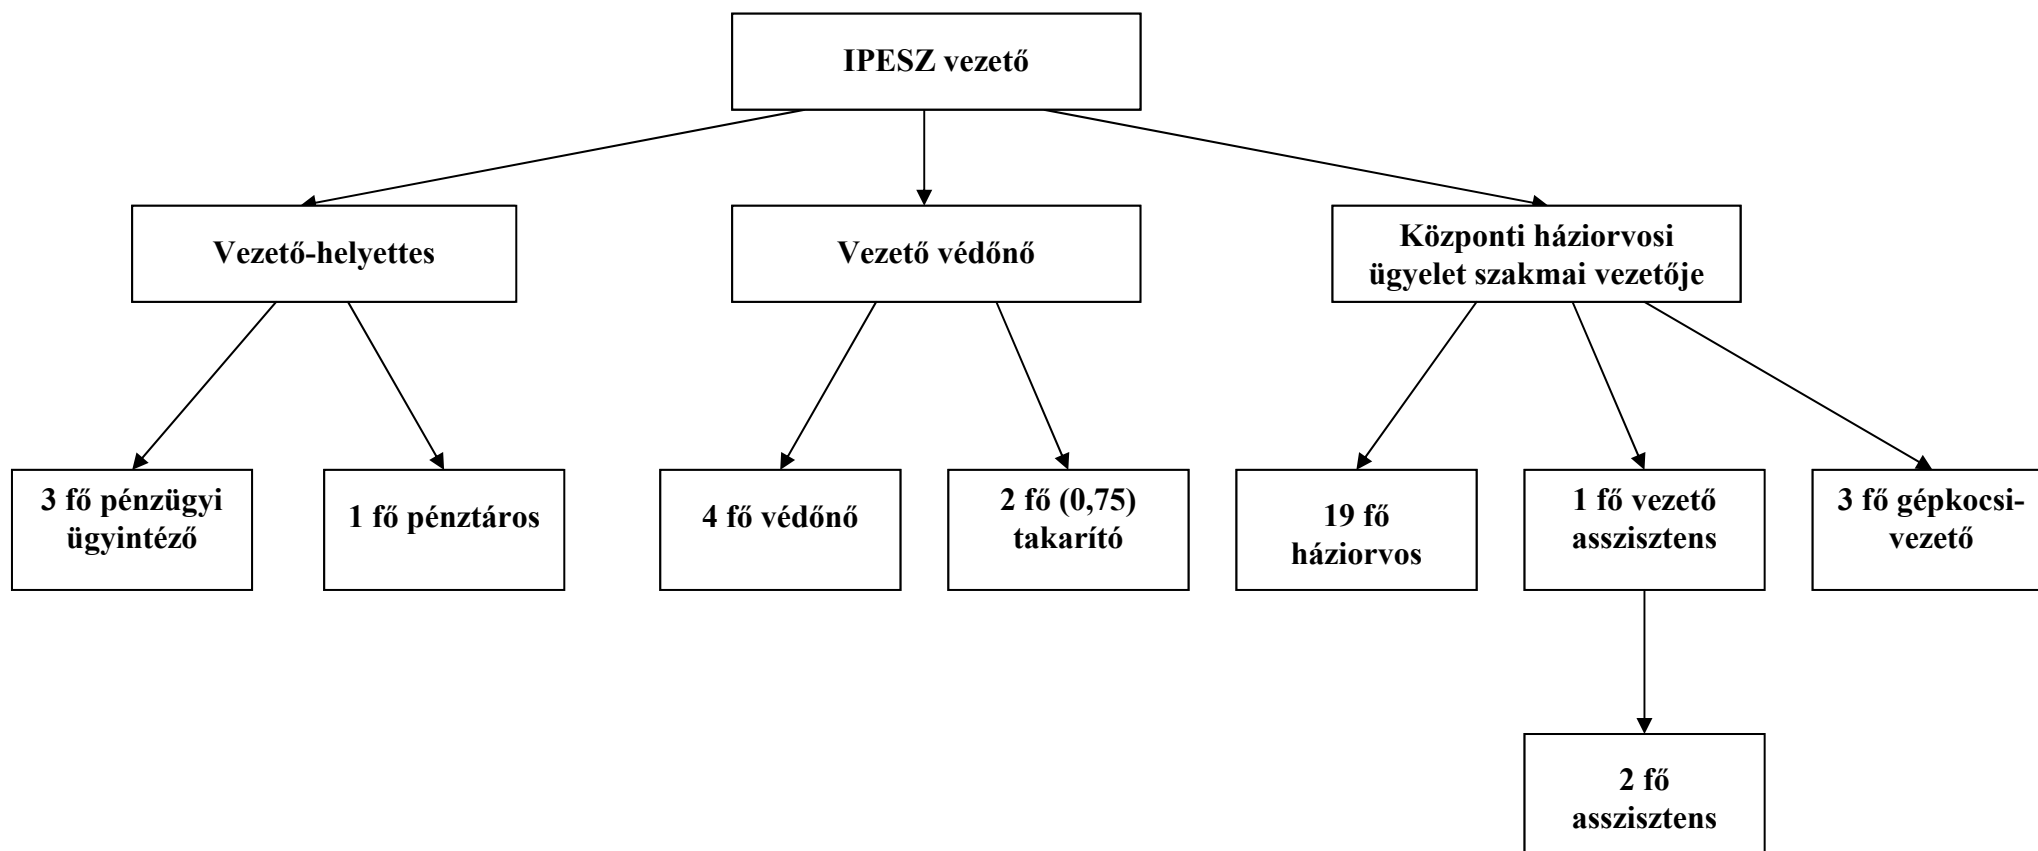 IPESZ vezető
Vezető-helyettes
Vezető védőnő
Központi háziorvosi
ügyelet szakmai vezetője
3 fő pénzügyi
ügyintéző
1 fő pénztáros
4 fő védőnő
2 fő (0,75)
takarító
19 fő
háziorvos
1 fő vezető
asszisztens
3 fő gépkocsi-
vezető
2 fő
asszisztens